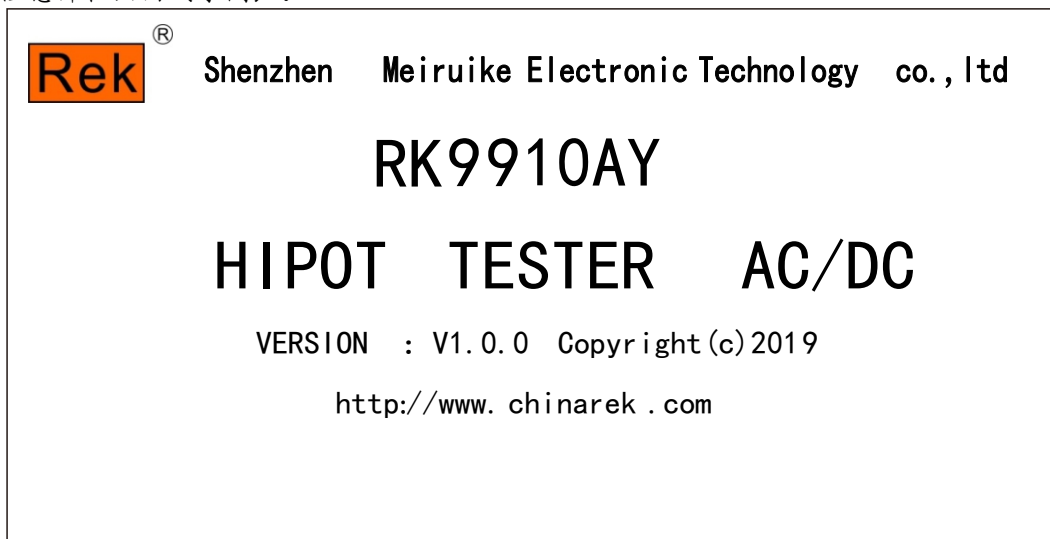 Rek ®
Shenzhen Meiruike Electronic Technology co.,ltd
RK9910AY
HIPOT TESTER AC/DC
VERSION : V1.0.0 Copyright(c)2019
http://www.chinarek.com